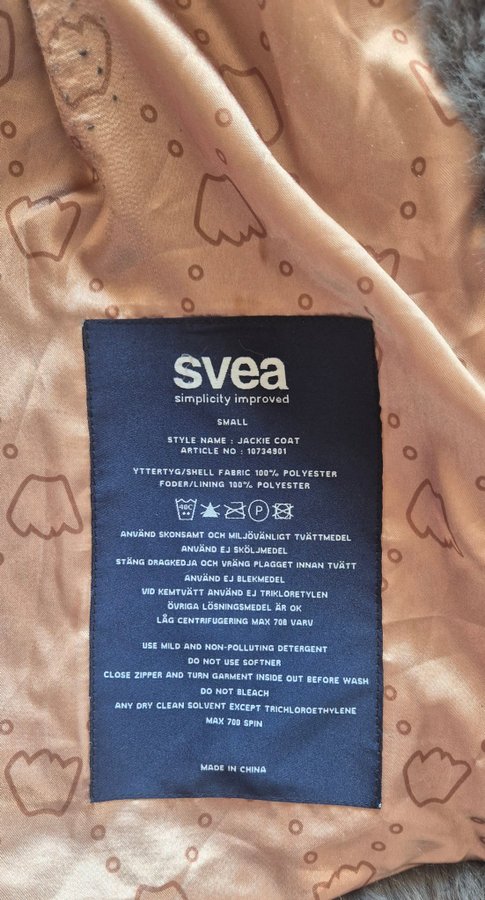 svea
simplicity improved
SMALL
STYLE NAME : JACKIE COAT
ARTICLE NO : 10734901
YTTERTYG/SHELL FABRIC 100% POLYESTER
FODER/LINING 100% POLYESTER
40C P
ANVÄND SKONSAMT OCH MILJÖVÄNLIGT TVÄTTMEDEL
ANVÄND EJ SKÖLJMEDEL
STÄNG DRAGKEDJA OCH VRÄNG PLAGGET INNAN TVÄTT
ANVÄND EJ BLEKMEDEL
VID KEMTVÄTT ANVÄND EJ TRIKLORETYLEN
ÖVRIGA LÖSNINGSMEDEL ÄR OK
LÅG CENTRIFUGERING MAX 700 VARV
USE MILD AND NON-POLLUTING DETERGENT
DO NOT USE SOFTNER
CLOSE ZIPPER AND TURN GARMENT INSIDE OUT BEFORE WASH
DO NOT BLEACH
ANY DRY CLEAN SOLVENT EXCEPT TRICHLOROETHYLENE
MAX 700 SPIN
MADE IN CHINA